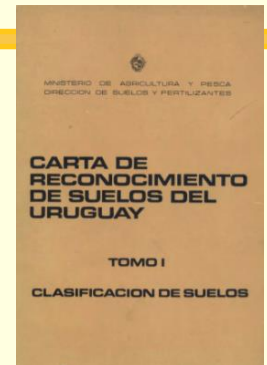 MINISTERIO DE AGRICULTURA Y PESCA
DIRECCION DE SUELOS Y FERTILIZANTES
CARTA DE
RECONOCIMIENTO
DE SUELOS DEL
URUGUAY
TOMO I
CLASIFICACION DE SUELOS